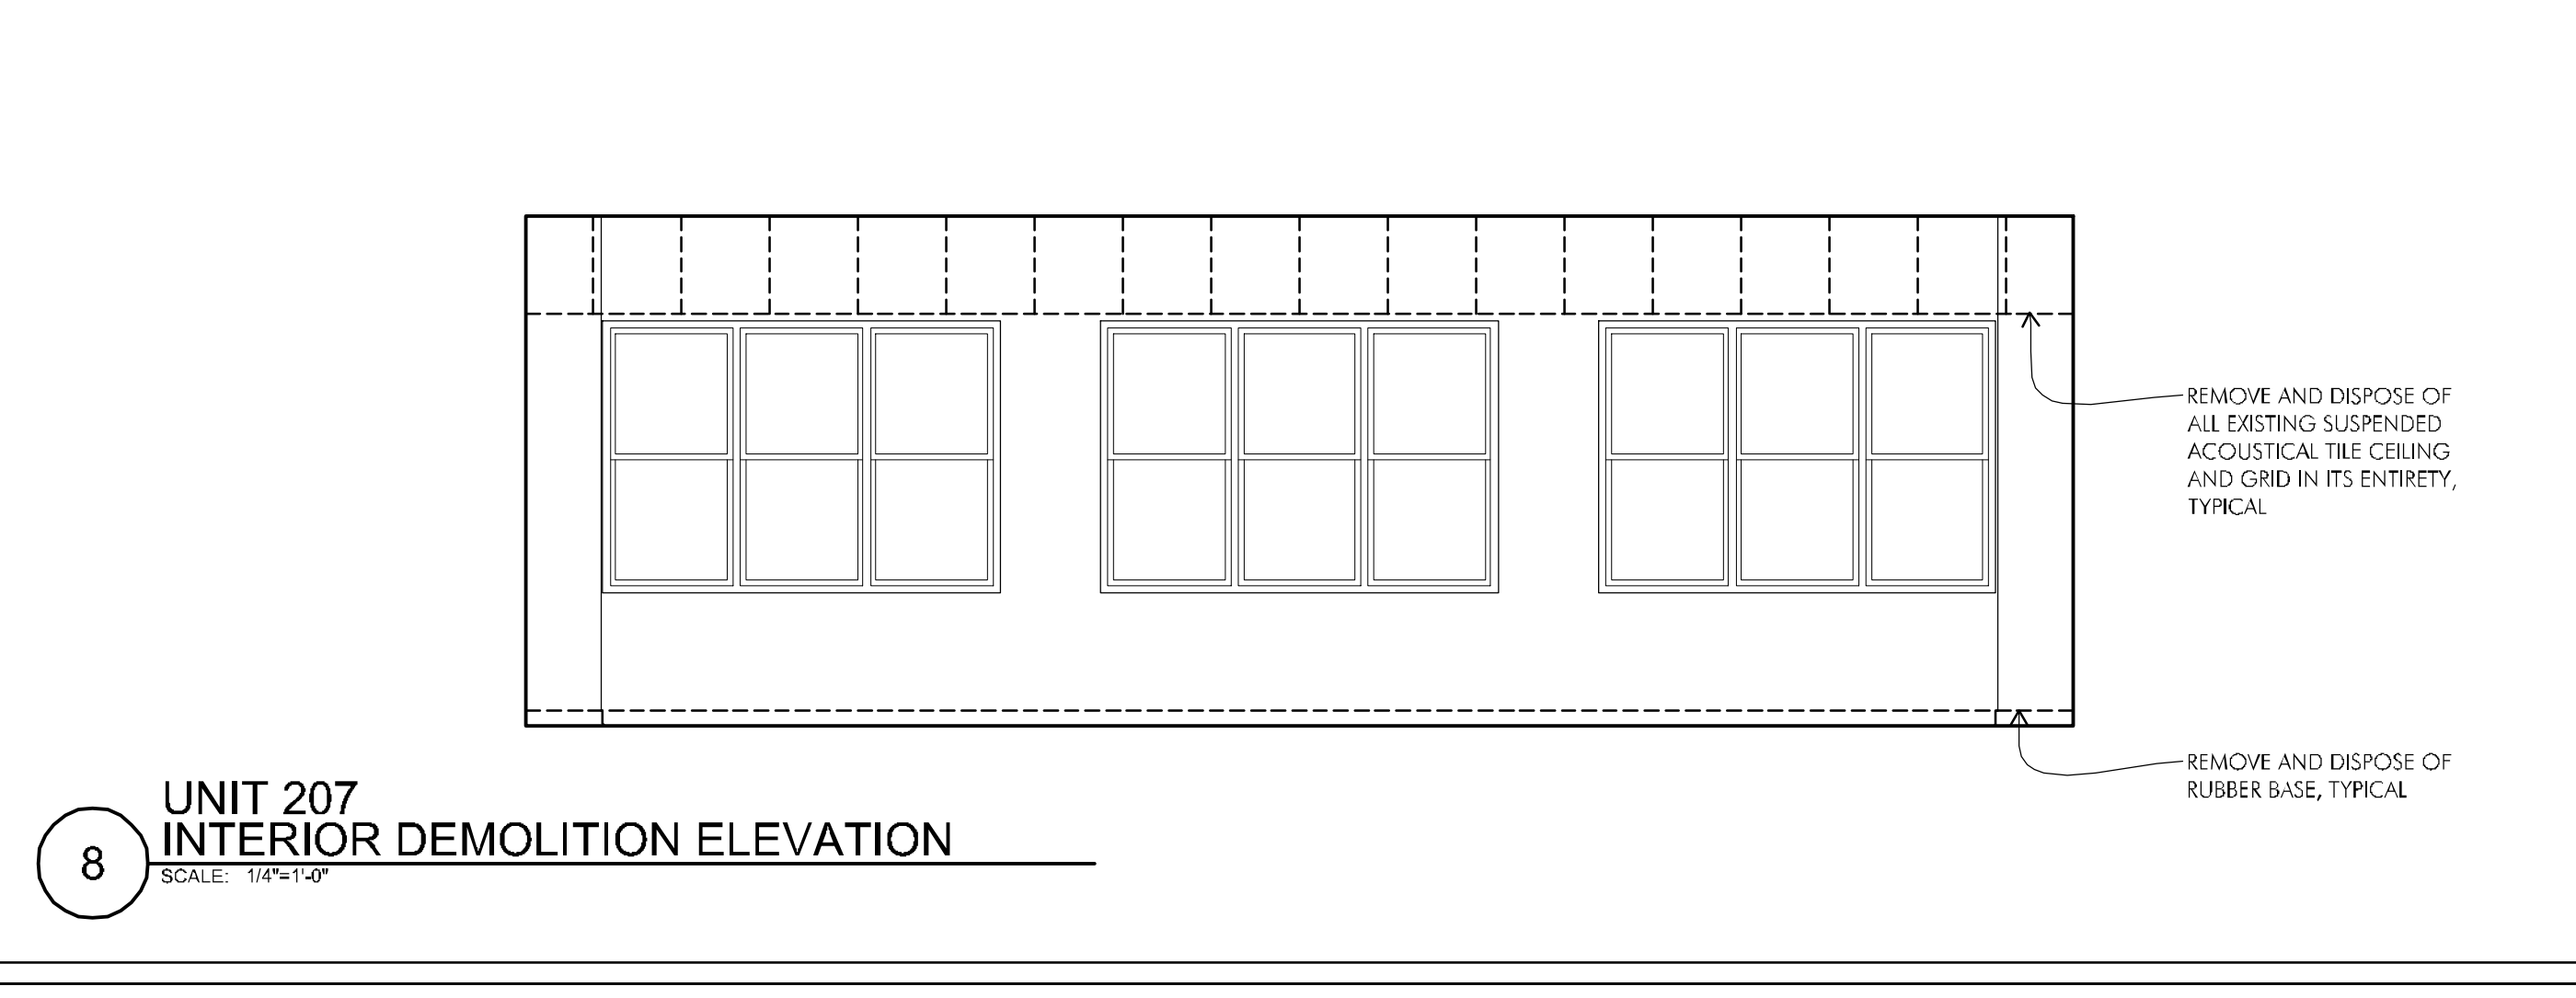 REMOVE AND DISPOSE OF
ALL EXISTING SUSPENDED
ACOUSTICAL TILE CEILING
AND GRID IN ITS ENTIRETY,
TYPICAL
REMOVE AND DISPOSE OF
RUBBER BASE, TYPICAL
8
UNIT 207
INTERIOR DEMOLITION ELEVATION
SCALE: 1/4"=1'-0"